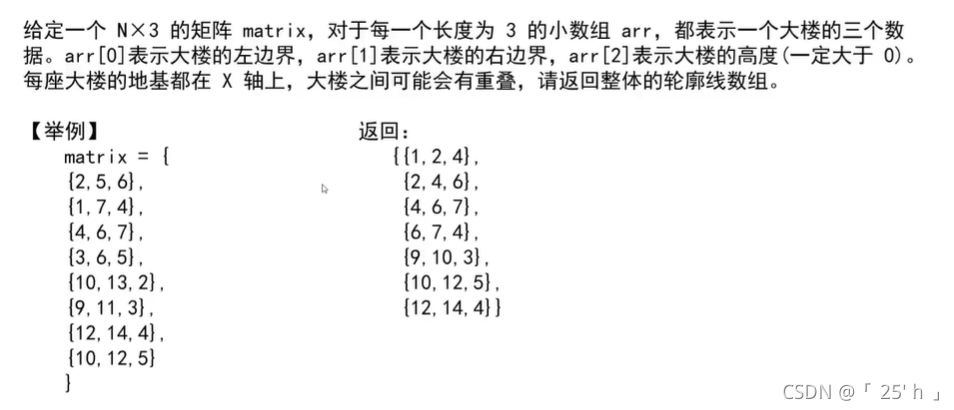 给定一个 N×3 的矩阵 matrix，对于每一个长度为 3 的小数组 arr，都表示一个大楼的三个数
据。arr[0]表示大楼的左边界，arr[1]表示大楼的右边界，arr[2]表示大楼的高度(一定大于 0)。
每座大楼的地基都在 X 轴上，大楼之间可能会有重叠，请返回整体的轮廓线数组。
【举例】
matrix = {
{2,5,6},
{1,7,4},
{4,6,7},
{3,6,5},
{10,13,2},
{9,11,3},
{12,14,4},
{10,12,5}
}
返回：
{{1,2,4},
{2,4,6},
{4,6,7},
{6,7,4},
{9,10,3},
{10,12,5},
{12,14,4}}
CSDN @「 25' h 」